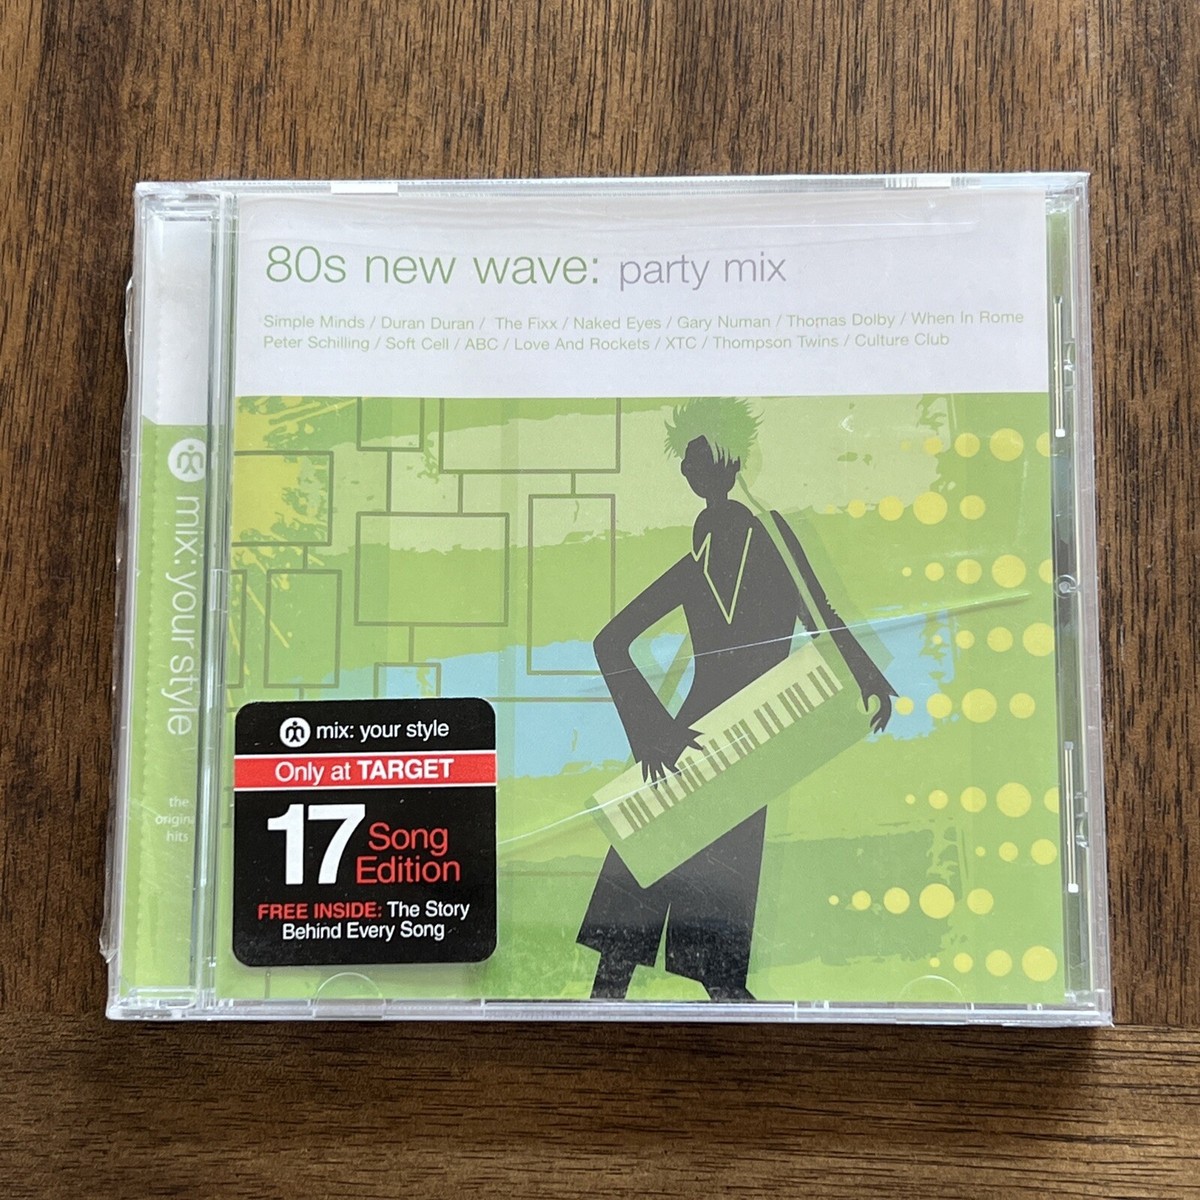 80s new wave: party mix
Simple Minds / Duran Duran / The Fixx / Naked Eyes / Gary Numan / Thomas Dolby / When In Rome
Peter Schilling / Soft Cell / ABC / Love And Rockets / XTC / Thompson Twins / Culture Club
mix: your style
the
origina
hits
mix: your style
Only at TARGET
17 Song
Edition
FREE INSIDE: The Story
Behind Every Song